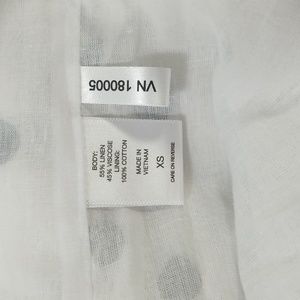 VN 180005
BODY:
55% LINEN
45% VISCOSE
LINING:
100% COTTON
MADE IN
VIETNAM
XS
CARE ON REVERSE